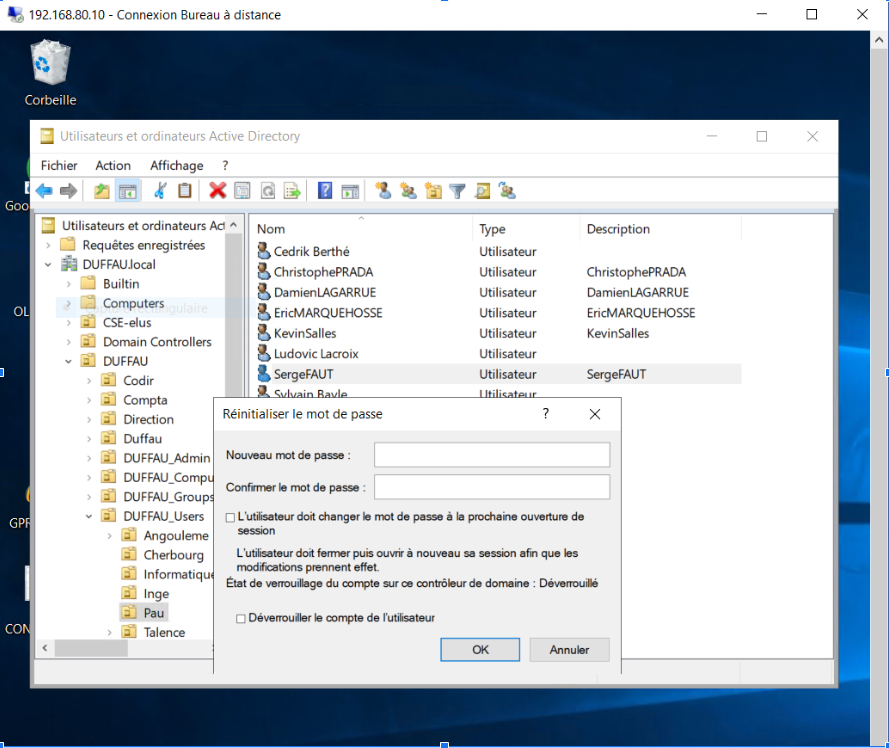 192.168.80.10 - Connexion Bureau à distance
Corbeille
Utilisateurs et ordinateurs Active Directory
Fichier Action Affichage ?
Goo
OL
GPR
CON
Utilisateurs et ordinateurs Act
Requêtes enregistrées
DUFFAU.local
Builtin
Computers
CSE-elus
Domain Controllers
DUFFAU
Codir
Compta
Direction
Duffau
DUFFAU_Admin
DUFFAU_Compu
DUFFAU_Groups
DUFFAU_Users
Angouleme
Cherbourg
Informatique
Inge
Pau
Talence
Nom Type Description
Cedrik Berthé Utilisateur
ChristophePRADA Utilisateur ChristophePRADA
DamienLAGARRUE Utilisateur DamienLAGARRUE
EricMARQUEHOSSE Utilisateur EricMARQUEHOSSE
KevinSalles Utilisateur KevinSalles
Ludovic Lacroix Utilisateur
SergeFAUT Utilisateur SergeFAUT
Sylvain Bayle Utilisateur
Réinitialiser le mot de passe ?
Nouveau mot de passe :
Confirmer le mot de passe :
L'utilisateur doit changer le mot de passe à la prochaine ouverture de
session
L'utilisateur doit fermer puis ouvrir à nouveau sa session afin que les
modifications prennent effet.
État de verrouillage du compte sur ce contrôleur de domaine : Déverrouillé
Déverrouiller le compte de l'utilisateur
OK Annuler